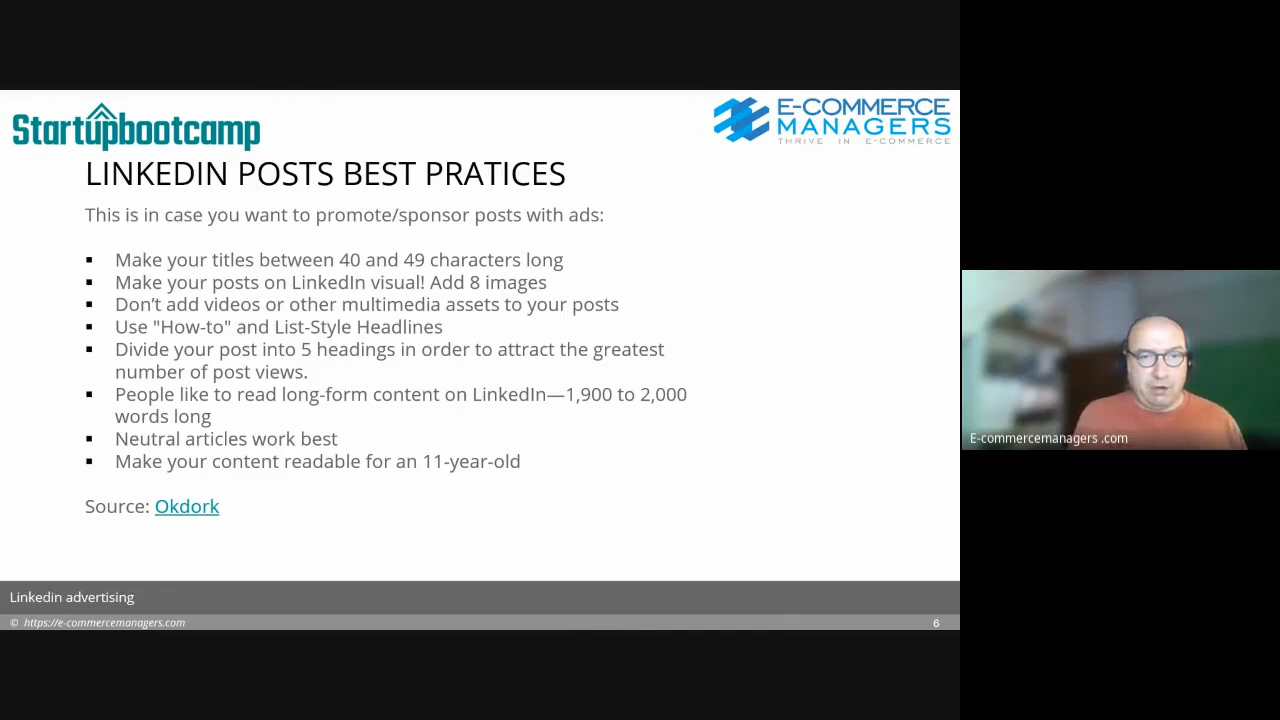 Startupbootcamp
E-COMMERCE
MANAGERS
THRIVE IN E-COMMERCE
LINKEDIN POSTS BEST PRATICES
This is in case you want to promote/sponsor posts with ads:
▪ Make your titles between 40 and 49 characters long
▪ Make your posts on LinkedIn visual! Add 8 images
▪ Don’t add videos or other multimedia assets to your posts
▪ Use "How-to" and List-Style Headlines
▪ Divide your post into 5 headings in order to attract the greatest
number of post views.
▪ People like to read long-form content on LinkedIn—1,900 to 2,000
words long
▪ Neutral articles work best
▪ Make your content readable for an 11-year-old
Source: Okdork
E-commercemanagers .com
Linkedin advertising
© https://e-commercemanagers.com
6